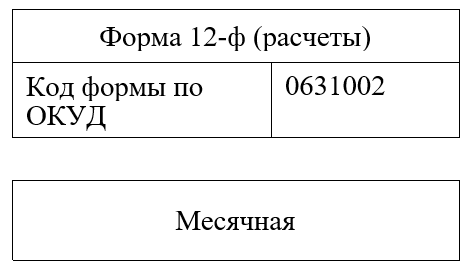 Форма 12-ф (расчеты)
Код формы по
ОКУД
0631002
Месячная